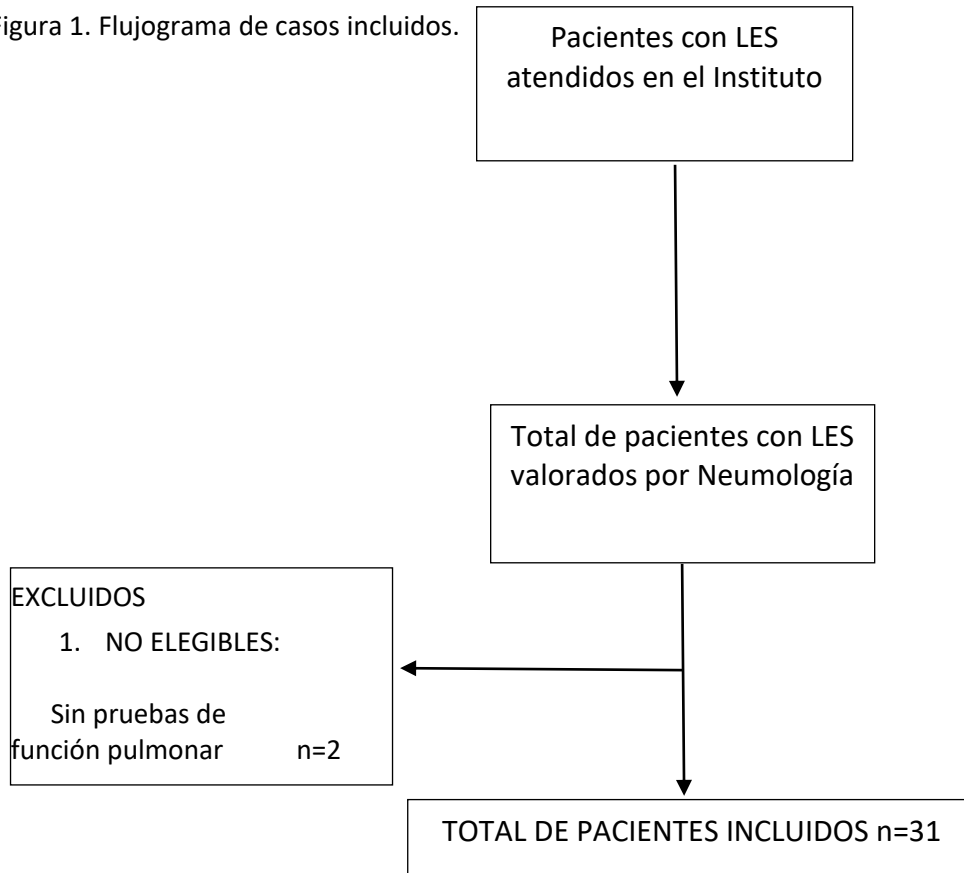 Figura 1. Flujograma de casos incluidos.
Pacientes con LES
atendidos en el Instituto
Total de pacientes con LES
valorados por Neumología
EXCLUIDOS
1. NO ELEGIBLES:
Sin pruebas de
función pulmonar n=2
TOTAL DE PACIENTES INCLUIDOS n=31